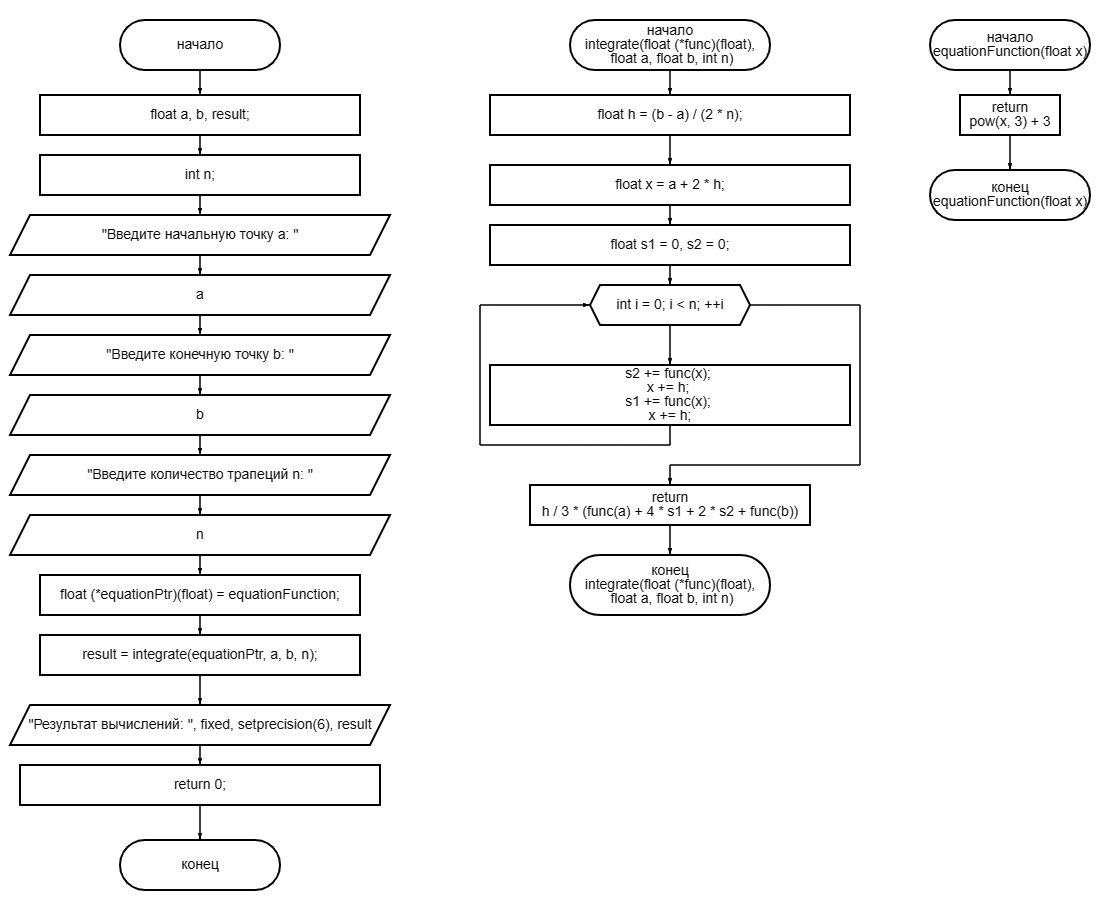 начало
float a, b, result;
int n;
"Введите начальную точку a: "
a
"Введите конечную точку b: "
b
"Введите количество трапеций n: "
n
float (*equationPtr)(float) = equationFunction;
result = integrate(equationPtr, a, b, n);
"Результат вычислений: ", fixed, setprecision(6), result
return 0;
конец
начало
integrate(float (*func)(float),
float a, float b, int n)
float h = (b - a) / (2 * n);
float x = a + 2 * h;
float s1 = 0, s2 = 0;
int i = 0; i < n; ++i
s2 += func(x);
x += h;
s1 += func(x);
x += h;
return
h / 3 * (func(a) + 4 * s1 + 2 * s2 + func(b))
конец
integrate(float (*func)(float),
float a, float b, int n)
начало
equationFunction(float x)
return
pow(x, 3) + 3
конец
equationFunction(float x)